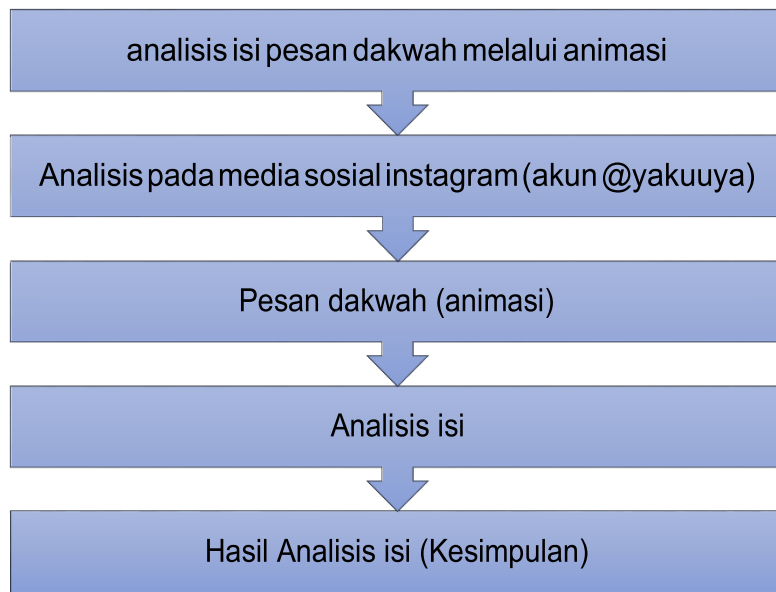 analisis isi pesan dakwah melalui animasi
Analisis pada media sosial instagram (akun @yakuuya)
Pesan dakwah (animasi)
Analisis isi
Hasil Analisis isi (Kesimpulan)